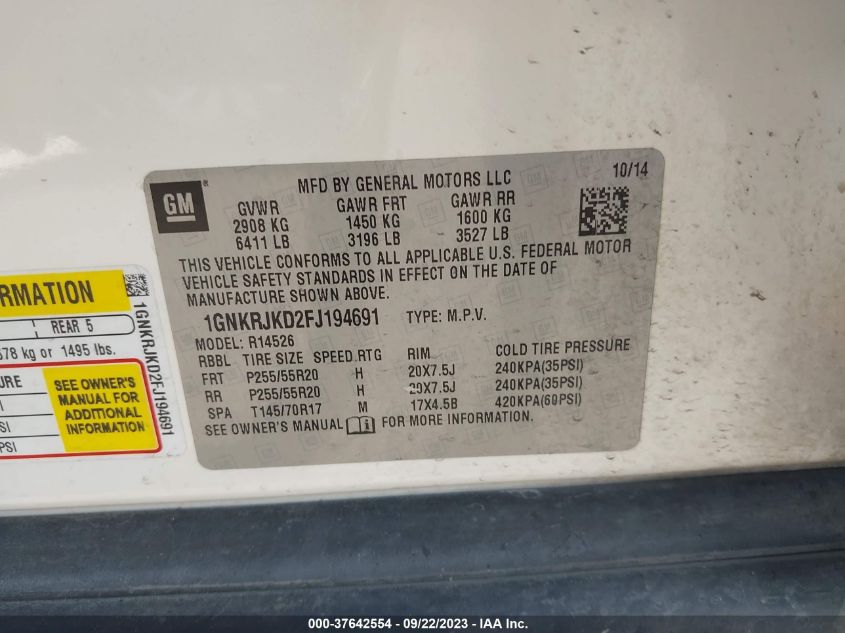 GM
MFD BY GENERAL MOTORS LLC
10/14
GVWR GAWR FRT GAWR RR
2908 KG 1450 KG 1600 KG
6411 LB 3196 LB 3527 LB
THIS VEHICLE CONFORMS TO ALL APPLICABLE U.S. FEDERAL MOTOR
VEHICLE SAFETY STANDARDS IN EFFECT ON THE DATE OF
MANUFACTURE SHOWN ABOVE.
1GNKRJKD2FJ194691 TYPE: M.P.V.
MODEL: R14526
RBBL TIRE SIZE SPEED RTG RIM COLD TIRE PRESSURE
FRT P255/55R20 H 20X7.5J 240KPA(35PSI)
RR P255/55R20 H 20X7.5J 240KPA(35PSI)
SPA T145/70R17 M 17X4.5B 420KPA(60PSI)
SEE OWNER'S MANUAL FOR MORE INFORMATION.
RMATION
REAR 5
678 kg or 1495 lbs.
URE
SI
SI
PSI
SEE OWNER'S
MANUAL FOR
ADDITIONAL
INFORMATION
1GNKRJKD2FJ194691
000-37642554 - 09/22/2023 - IAA Inc.